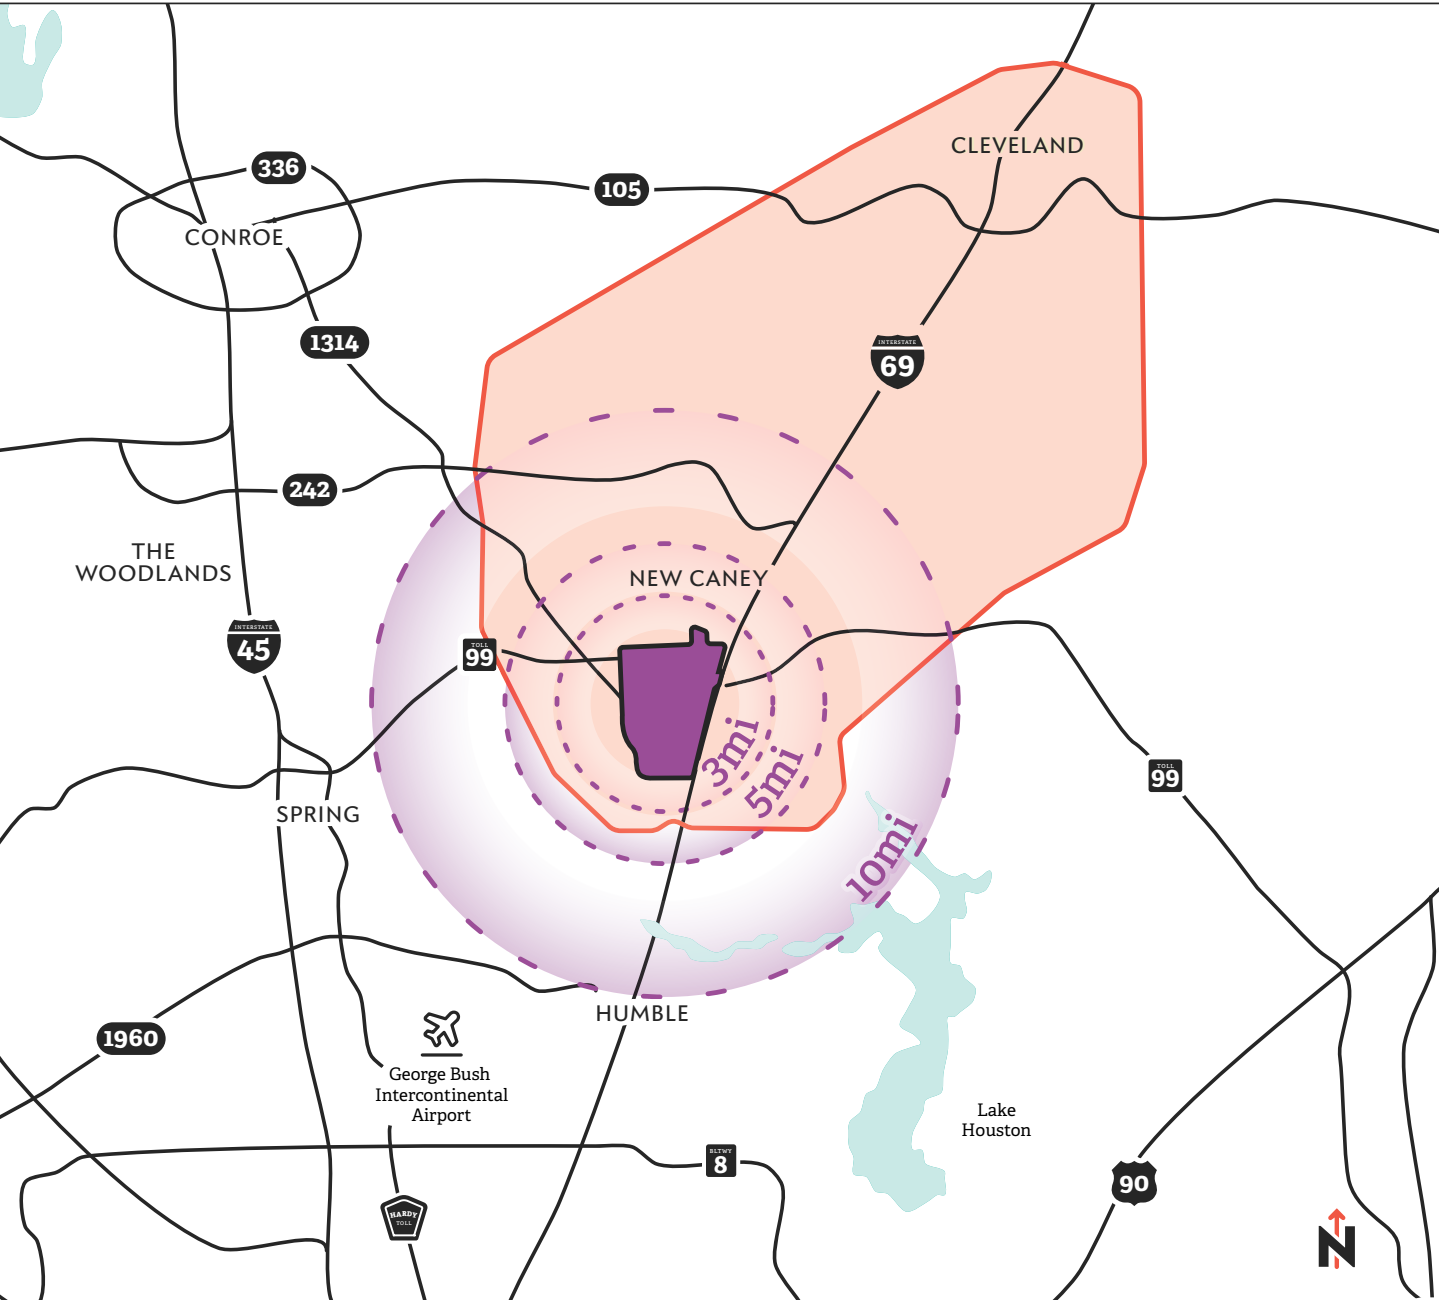 CLEVELAND
336
105
CONROE
1314
INTERSTATE
69
242
THE
WOODLANDS
NEW CANEY
INTERSTATE
45
TOLL
99
3mi
5mi
TOLL
99
SPRING
10mi
HUMBLE
1960
George Bush
Intercontinental
Airport
Lake
Houston
BLTWY
8
90
HARDY
TOLL
N